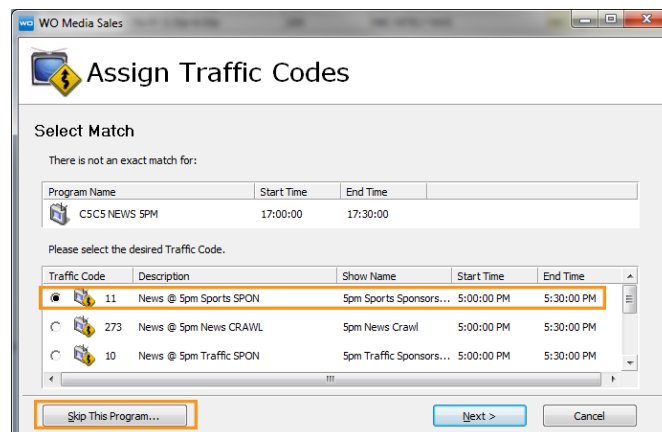 WO Media Sales
Assign Traffic Codes
Select Match
There is not an exact match for:
Program Name Start Time End Time
C5C5 NEWS 5PM 17:00:00 17:30:00
Please select the desired Traffic Code.
Traffic Code Description Show Name Start Time End Time
11 News @ 5pm Sports SPON 5pm Sports Sponsors... 5:00:00 PM 5:30:00 PM
273 News @ 5pm News CRAWL 5pm News Crawl 5:00:00 PM 5:30:00 PM
10 News @ 5pm Traffic SPON 5pm Traffic Sponsors... 5:00:00 PM 5:30:00 PM
Skip This Program... Next > Cancel